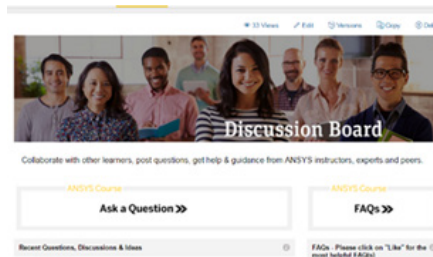 33 Views Edit Versions Copy
Discussion Board
Collaborate with other learners, post questions, get help & guidance from ANSYS instructors, experts and peers.
ANSYS Course
Ask a Question >>
ANSYS Course
FAQs >>
Recent Questions, Discussions & Ideas
FAQs - Please click on "Like" for the
most helpful FAQ(s)